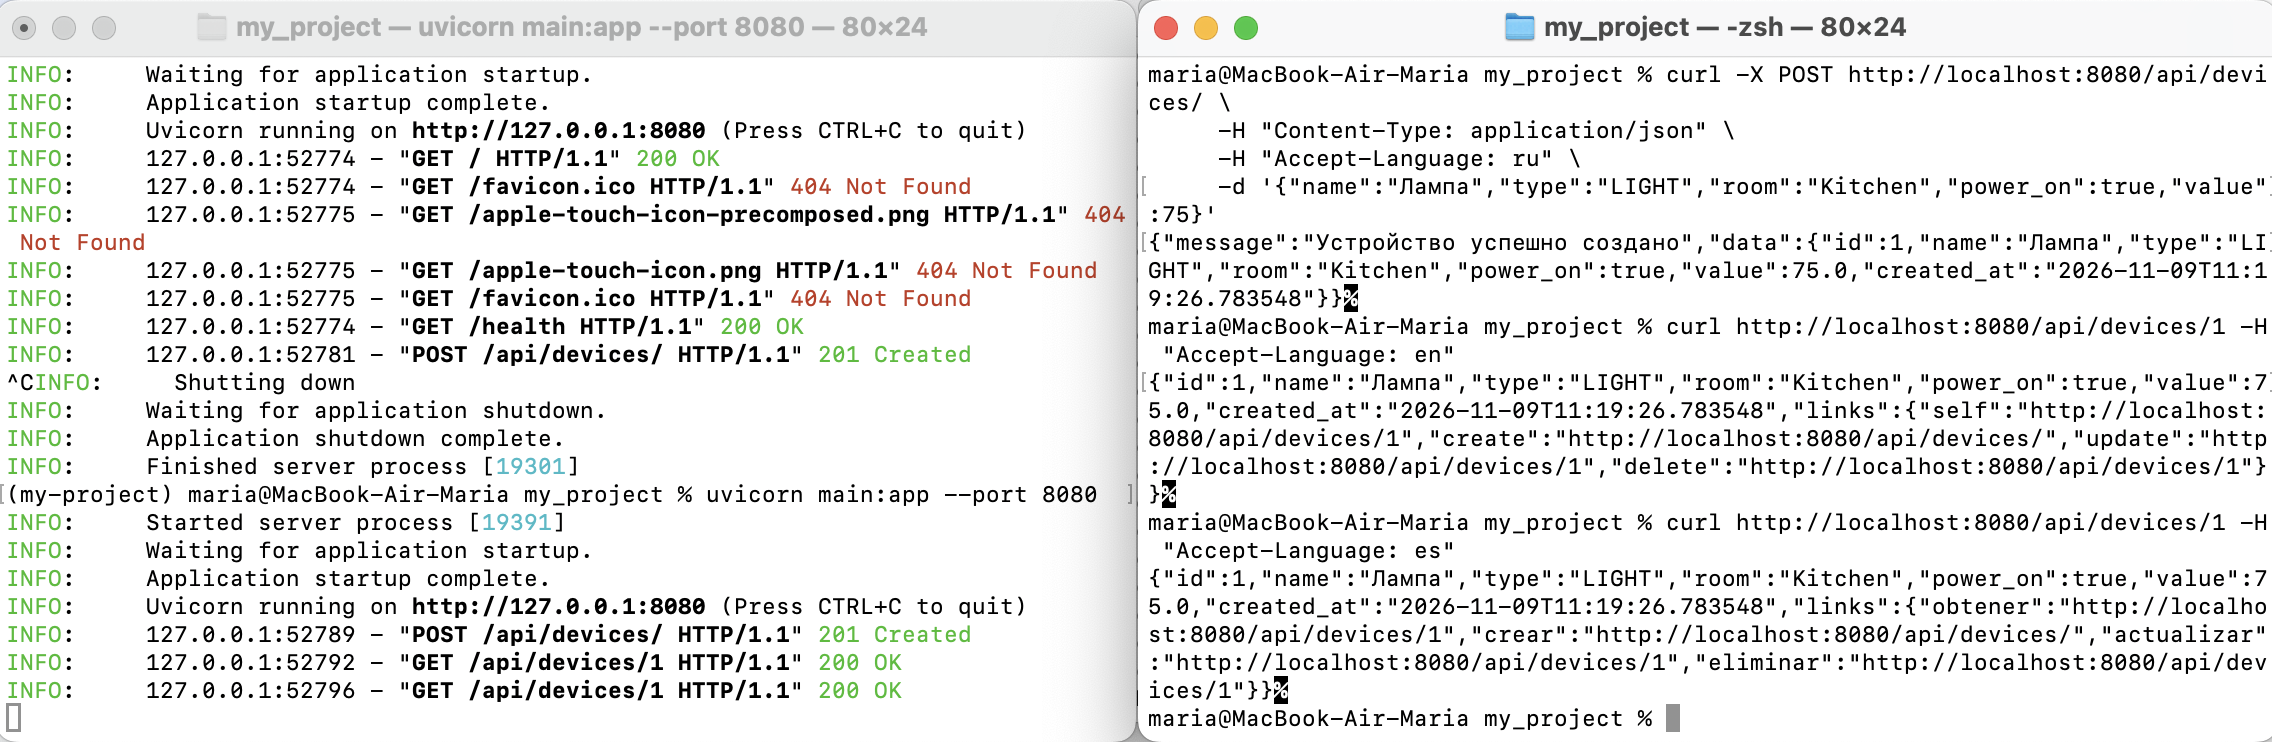 my_project — uvicorn main:app --port 8080 — 80×24
INFO:     Waiting for application startup.
INFO:     Application startup complete.
INFO:     Uvicorn running on http://127.0.0.1:8080 (Press CTRL+C to quit)
INFO:     127.0.0.1:52774 - "GET / HTTP/1.1" 200 OK
INFO:     127.0.0.1:52774 - "GET /favicon.ico HTTP/1.1" 404 Not Found
INFO:     127.0.0.1:52775 - "GET /apple-touch-icon-precomposed.png HTTP/1.1" 404
 Not Found
INFO:     127.0.0.1:52775 - "GET /apple-touch-icon.png HTTP/1.1" 404 Not Found
INFO:     127.0.0.1:52775 - "GET /favicon.ico HTTP/1.1" 404 Not Found
INFO:     127.0.0.1:52774 - "GET /health HTTP/1.1" 200 OK
INFO:     127.0.0.1:52781 - "POST /api/devices/ HTTP/1.1" 201 Created
^CINFO:     Shutting down
INFO:     Waiting for application shutdown.
INFO:     Application shutdown complete.
INFO:     Finished server process [19301]
(my-project) maria@MacBook-Air-Maria my_project % uvicorn main:app --port 8080
INFO:     Started server process [19391]
INFO:     Waiting for application startup.
INFO:     Application startup complete.
INFO:     Uvicorn running on http://127.0.0.1:8080 (Press CTRL+C to quit)
INFO:     127.0.0.1:52789 - "POST /api/devices/ HTTP/1.1" 201 Created
INFO:     127.0.0.1:52792 - "GET /api/devices/1 HTTP/1.1" 200 OK
INFO:     127.0.0.1:52796 - "GET /api/devices/1 HTTP/1.1" 200 OK
my_project — -zsh — 80×24
maria@MacBook-Air-Maria my_project % curl -X POST http://localhost:8080/api/devi
ces/ \
     -H "Content-Type: application/json" \
     -H "Accept-Language: ru" \
     -d '{"name":"Лампа","type":"LIGHT","room":"Kitchen","power_on":true,"value"
:75}'
{"message":"Устройство успешно создано","data":{"id":1,"name":"Лампа","type":"LI
GHT","room":"Kitchen","power_on":true,"value":75.0,"created_at":"2026-11-09T11:1
9:26.783548"}}%
maria@MacBook-Air-Maria my_project % curl http://localhost:8080/api/devices/1 -H
 "Accept-Language: en"
{"id":1,"name":"Лампа","type":"LIGHT","room":"Kitchen","power_on":true,"value":7
5.0,"created_at":"2026-11-09T11:19:26.783548","links":{"self":"http://localhost:
8080/api/devices/1","create":"http://localhost:8080/api/devices/","update":"http
://localhost:8080/api/devices/1","delete":"http://localhost:8080/api/devices/1"}
}%
maria@MacBook-Air-Maria my_project % curl http://localhost:8080/api/devices/1 -H
 "Accept-Language: es"
{"id":1,"name":"Лампа","type":"LIGHT","room":"Kitchen","power_on":true,"value":7
5.0,"created_at":"2026-11-09T11:19:26.783548","links":{"obtener":"http://localho
st:8080/api/devices/1","crear":"http://localhost:8080/api/devices/","actualizar"
:"http://localhost:8080/api/devices/1","eliminar":"http://localhost:8080/api/dev
ices/1"}}%
maria@MacBook-Air-Maria my_project %